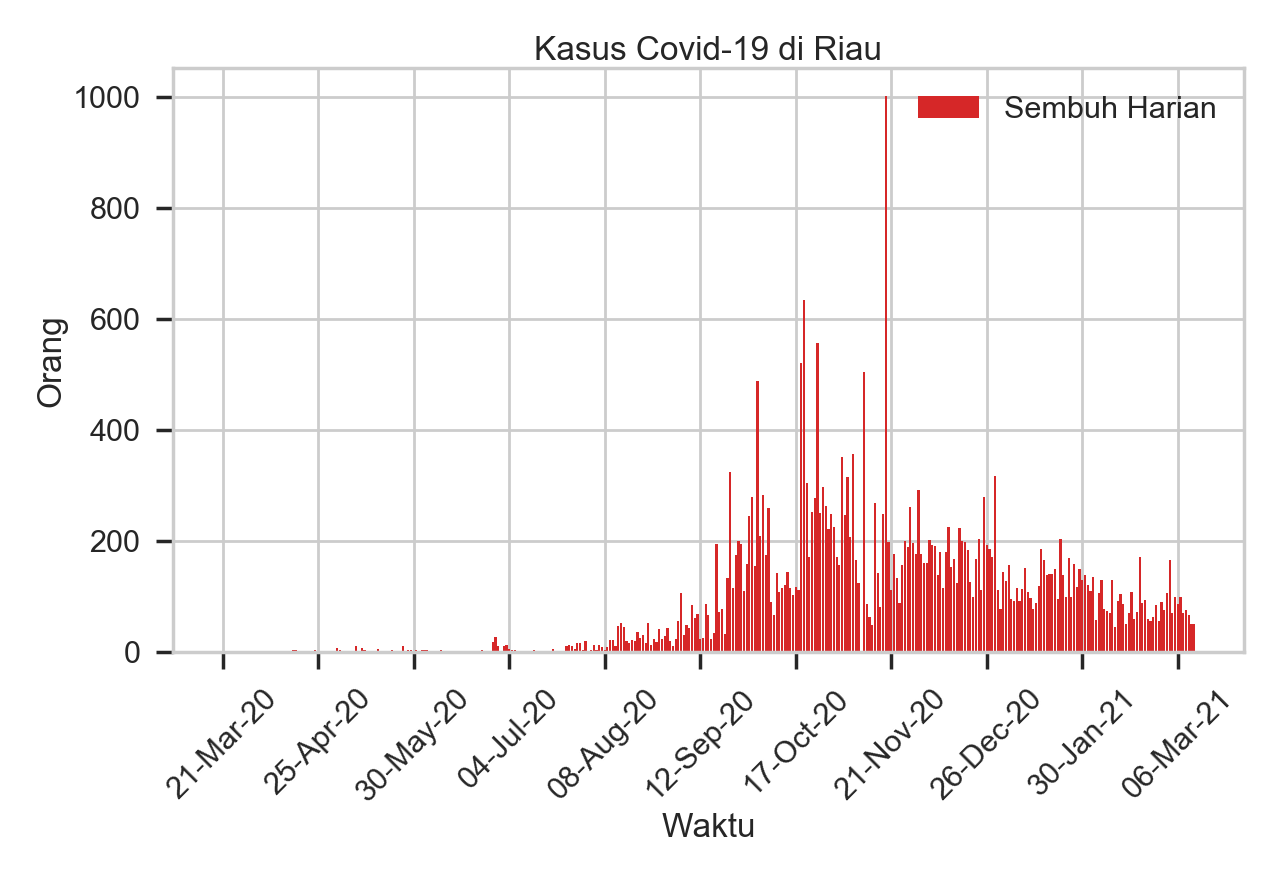 Kasus Covid-19 di Riau
Sembuh Harian
1000
800
600
400
200
0
Orang
21-Mar-20
25-Apr-20
30-May-20
04-Jul-20
08-Aug-20
12-Sep-20
17-Oct-20
21-Nov-20
26-Dec-20
30-Jan-21
06-Mar-21
Waktu